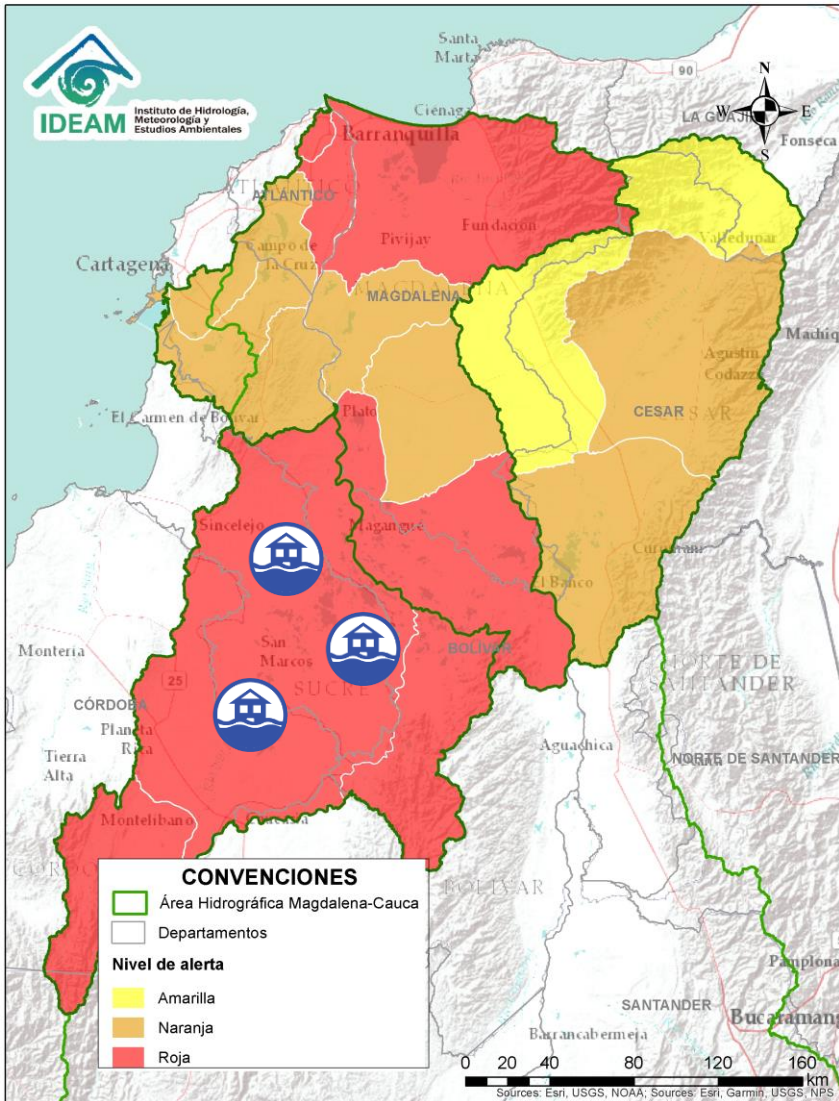 IDEAM
Instituto de Hidrología,
Meteorología y
Estudios Ambientales
Santa
Marta
90
N
W
E
S
LA GUAJI
Ciénaga
Fonseca
Barranquilla
ATLÁNTICO
Fundación
Pivijay
Valledupar
Campo de
la Cruz
Cartagena
MAGDALENA
Machiq
Agustín
Codazzi
Plato
CESAR
El Carmen de Bolívar
Sincelejo
Magangué
Curumaní
El Banco
Montería
San
Marcos
BOLÍVAR
SUCRE
NORTE DE
SANTANDER
25
CÓRDOBA
Planeta
Rica
Aguachica
Tierra
Alta
NORTE DE SANTANDER
Montelíbano
Caucasia
BOLÍVAR
CONVENCIONES
Área Hidrográfica Magdalena-Cauca
Departamentos
Nivel de alerta
Amarilla
Naranja
Roja
Pamplona
SANTANDER
Bucaramang
Barrancabermeja
0 20 40 80 120 160
km
Sources: Esri, USGS, NOAA; Sources: Esri, Garmin, USGS, NPS